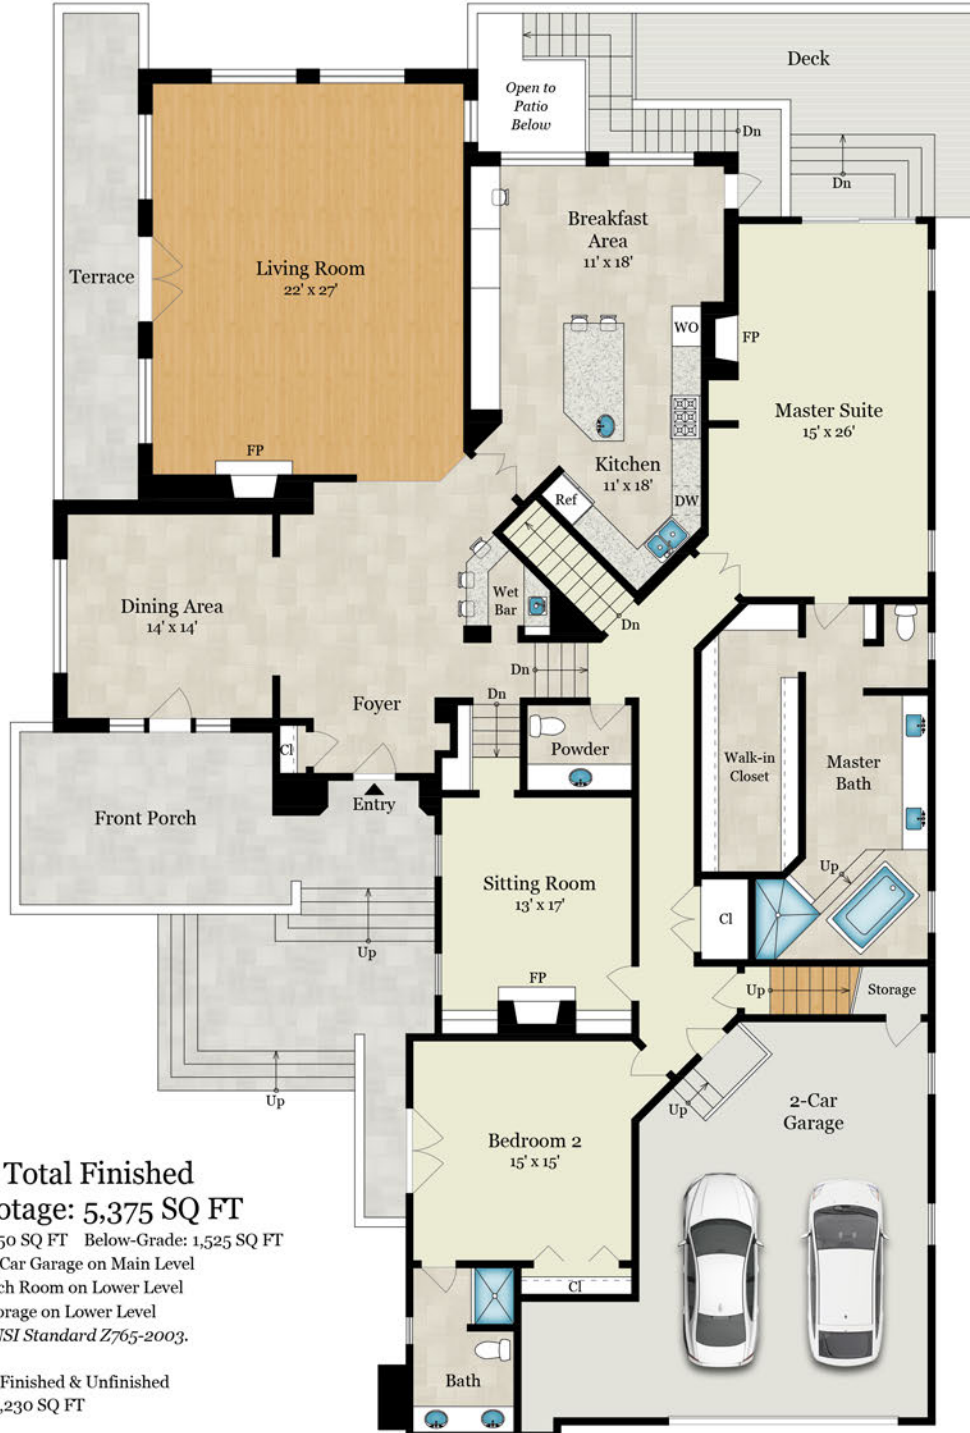 Deck
Open to
Patio
Below
Dn
Dn
Breakfast
Area
11' x 18'
Living Room
22' x 27'
Terrace
WO
FP
Master Suite
15' x 26'
FP
Kitchen
11' x 18'
Ref
DW
Dining Area
14' x 14'
Wet
Bar
Dn
Dn
Dn
Foyer
Cl
Powder
Walk-in
Closet
Master
Bath
Entry
Front Porch
Up
Sitting Room
13' x 17'
Cl
Up
FP
Up
Storage
Up
Up
2-Car
Garage
Bedroom 2
15' x 15'
Cl
Bath
Total Finished
otage: 5,375 SQ FT
50 SQ FT Below-Grade: 1,525 SQ FT
Car Garage on Main Level
ch Room on Lower Level
orage on Lower Level
NSI Standard Z765-2003.
Finished & Unfinished
,230 SQ FT